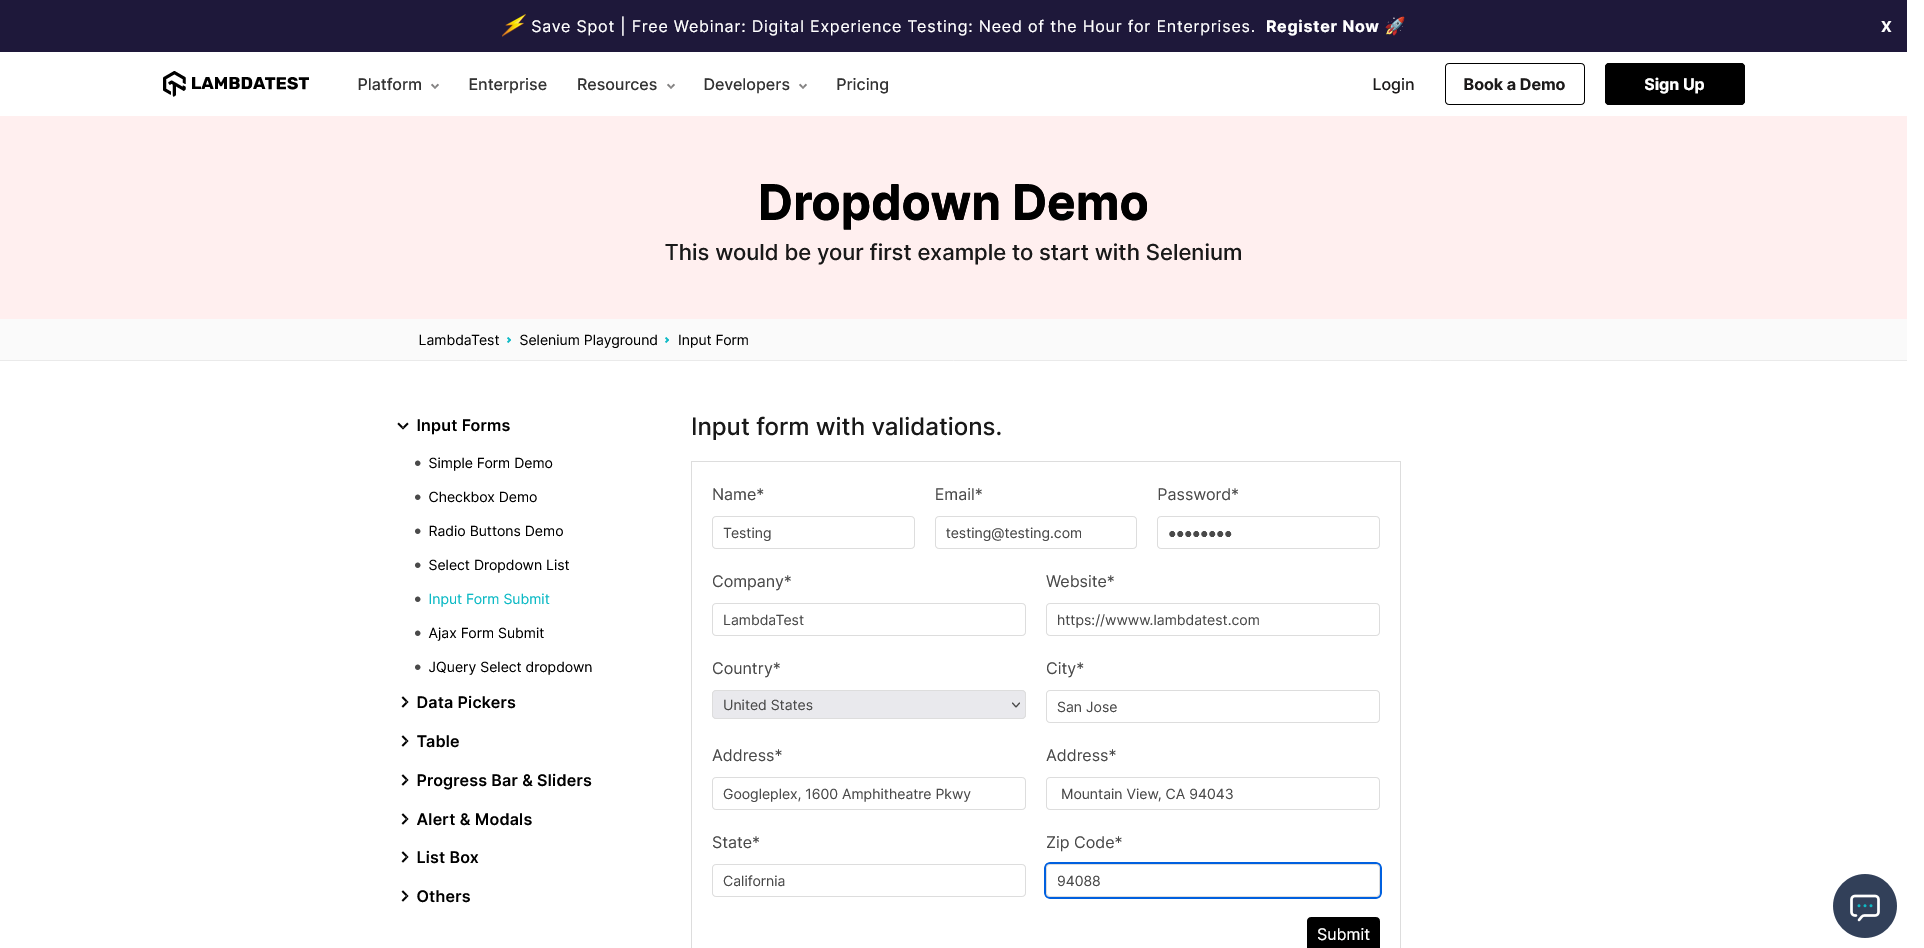 ⚡ Save Spot | Free Webinar: Digital Experience Testing: Need of the Hour for Enterprises. Register Now 🚀 X
LAMBDATEST Platform Enterprise Resources Developers Pricing Login Book a Demo Sign Up
Dropdown Demo
This would be your first example to start with Selenium
LambdaTest Selenium Playground Input Form
Input Forms
Simple Form Demo
Checkbox Demo
Radio Buttons Demo
Select Dropdown List
Input Form Submit
Ajax Form Submit
JQuery Select dropdown
Data Pickers
Table
Progress Bar & Sliders
Alert & Modals
List Box
Others
Input form with validations.
Name* Email* Password*
Testing testing@testing.com ••••••••
Company* Website*
LambdaTest https://wwww.lambdatest.com
Country* City*
United States San Jose
Address* Address*
Googleplex, 1600 Amphitheatre Pkwy Mountain View, CA 94043
State* Zip Code*
California 94088
Submit